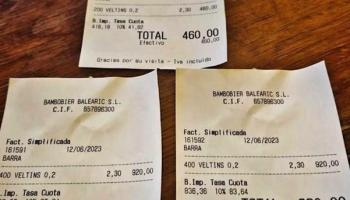 200 VELTINS 0,2 2,30 460,00
B.Imp. Tasa Cuota
418,18 10% 41,82
TOTAL 460,00
Efectivo 460,00
Gracias por su visita - Iva incluido
BAMBOBIER BALEARIC S.L.
C.I.F. B57896300
Fact. Simplificada
161591 12/06/2023
BARRA
400 VELTINS 0,2 2,30 920,00
Imp. Tasa Cuota
BAMBOBIER BALEARIC S.L.
C.I.F. B57896300
Fact. Simplificada
161592 12/06/2023
BARRA
400 VELTINS 0,2 2,30 920,00
B.Imp. Tasa Cuota
836,36 10% 83,64